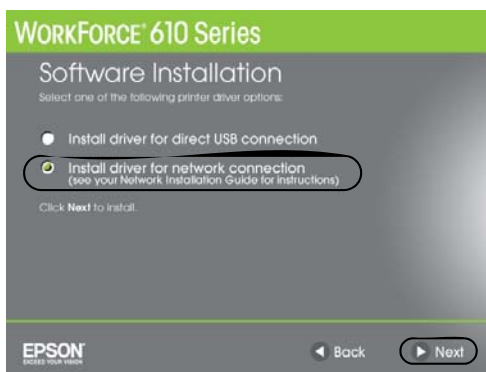 WORKFORCE® 610 Series
Software Installation
Select one of the following printer driver options:
Install driver for direct USB connection
Install driver for network connection
(see your Network Installation Guide for instructions)
Click Next to install.
EPSON®
EXCEED YOUR VISION
Back
Next